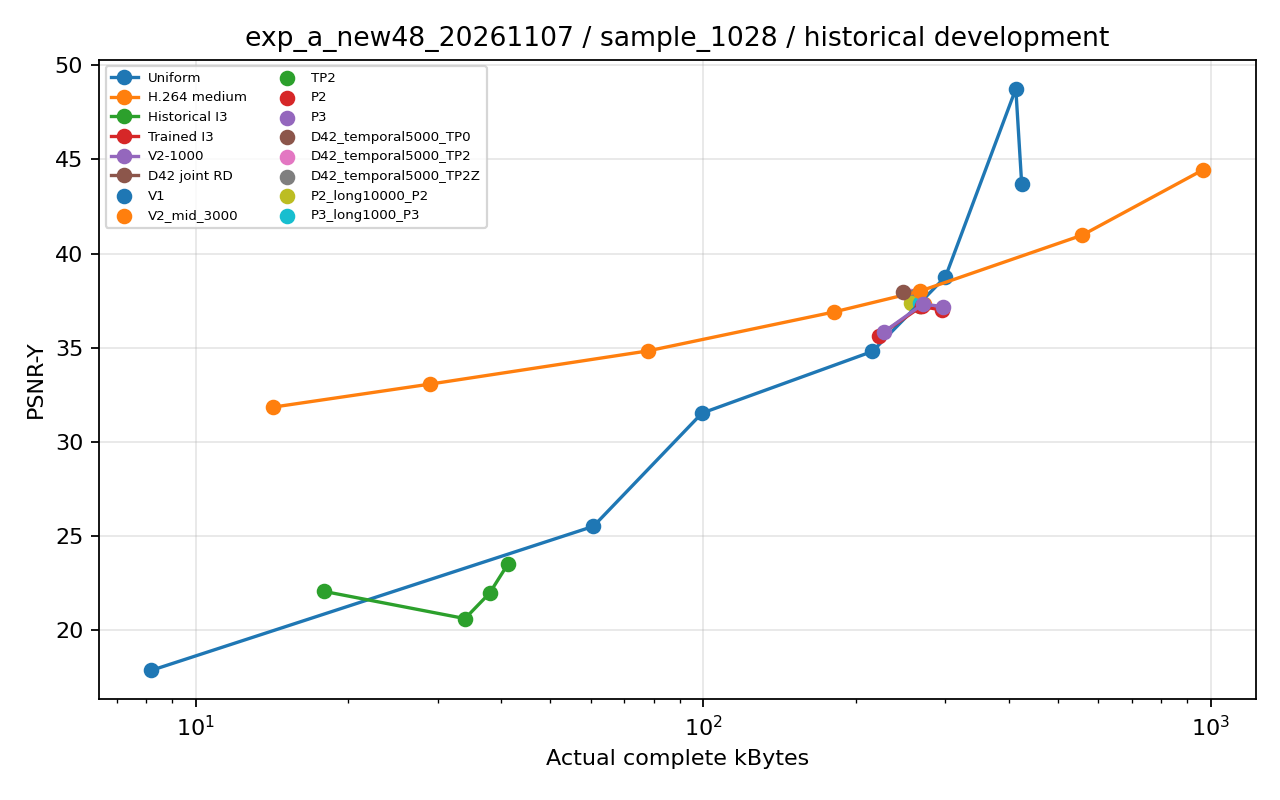 exp_a_new48_20261107 / sample_1028 / historical development
Uniform
H.264 medium
Historical I3
Trained I3
V2-1000
D42 joint RD
V1
V2_mid_3000
TP2
P2
P3
D42_temporal5000_TP0
D42_temporal5000_TP2
D42_temporal5000_TP2Z
P2_long10000_P2
P3_long1000_P3
PSNR-Y
50
45
40
35
30
25
20
10¹
10²
10³
Actual complete kBytes